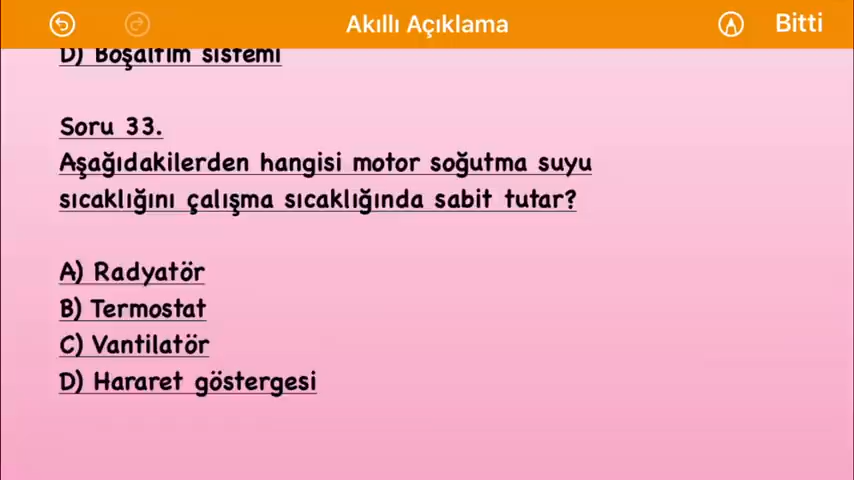 Akıllı Açıklama
Bitti
D) Boşaltım sistemi
Soru 33.
Aşağıdakilerden hangisi motor soğutma suyu
sıcaklığını çalışma sıcaklığında sabit tutar?
A) Radyatör
B) Termostat
C) Vantilatör
D) Hararet göstergesi